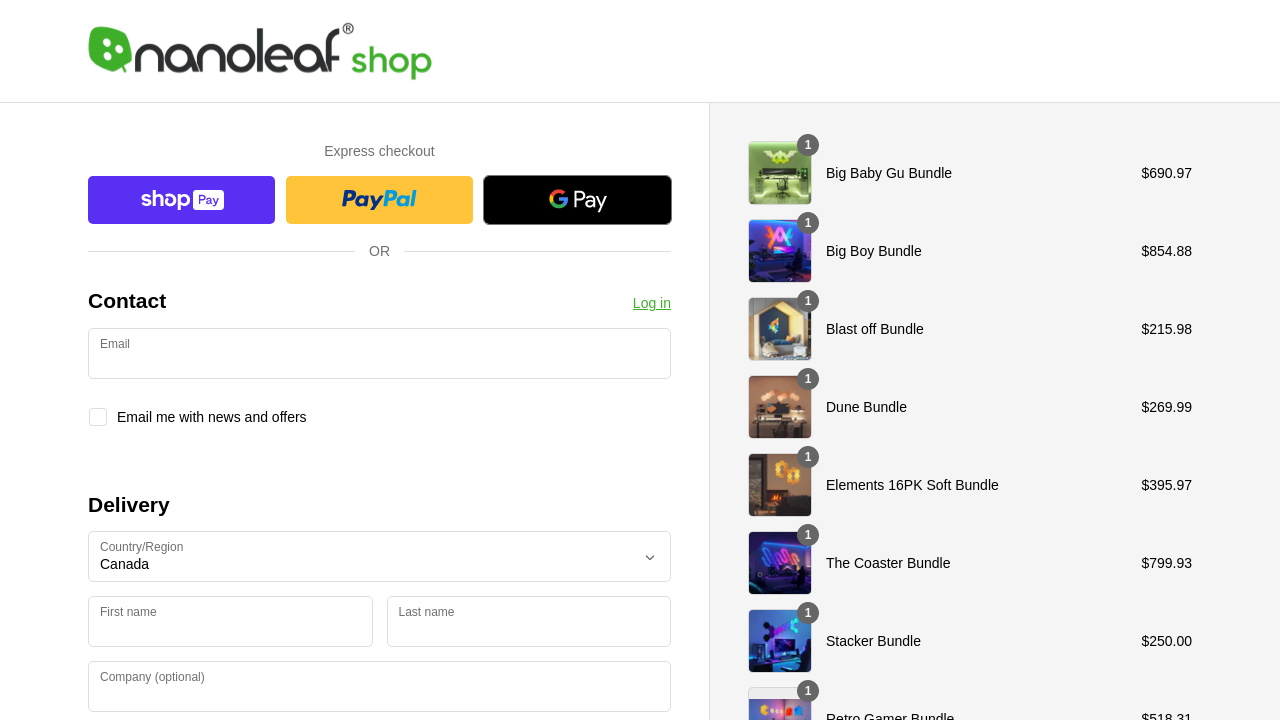 nanoleaf® shop
Express checkout
shop Pay
PayPal
G Pay
OR
Contact
Log in
Email
Email me with news and offers
Delivery
Country/Region
Canada
First name
Last name
Company (optional)
1
Big Baby Gu Bundle
$690.97
1
Big Boy Bundle
$854.88
1
Blast off Bundle
$215.98
1
Dune Bundle
$269.99
1
Elements 16PK Soft Bundle
$395.97
1
The Coaster Bundle
$799.93
1
Stacker Bundle
$250.00
1
Retro Gamer Bundle
$518.31